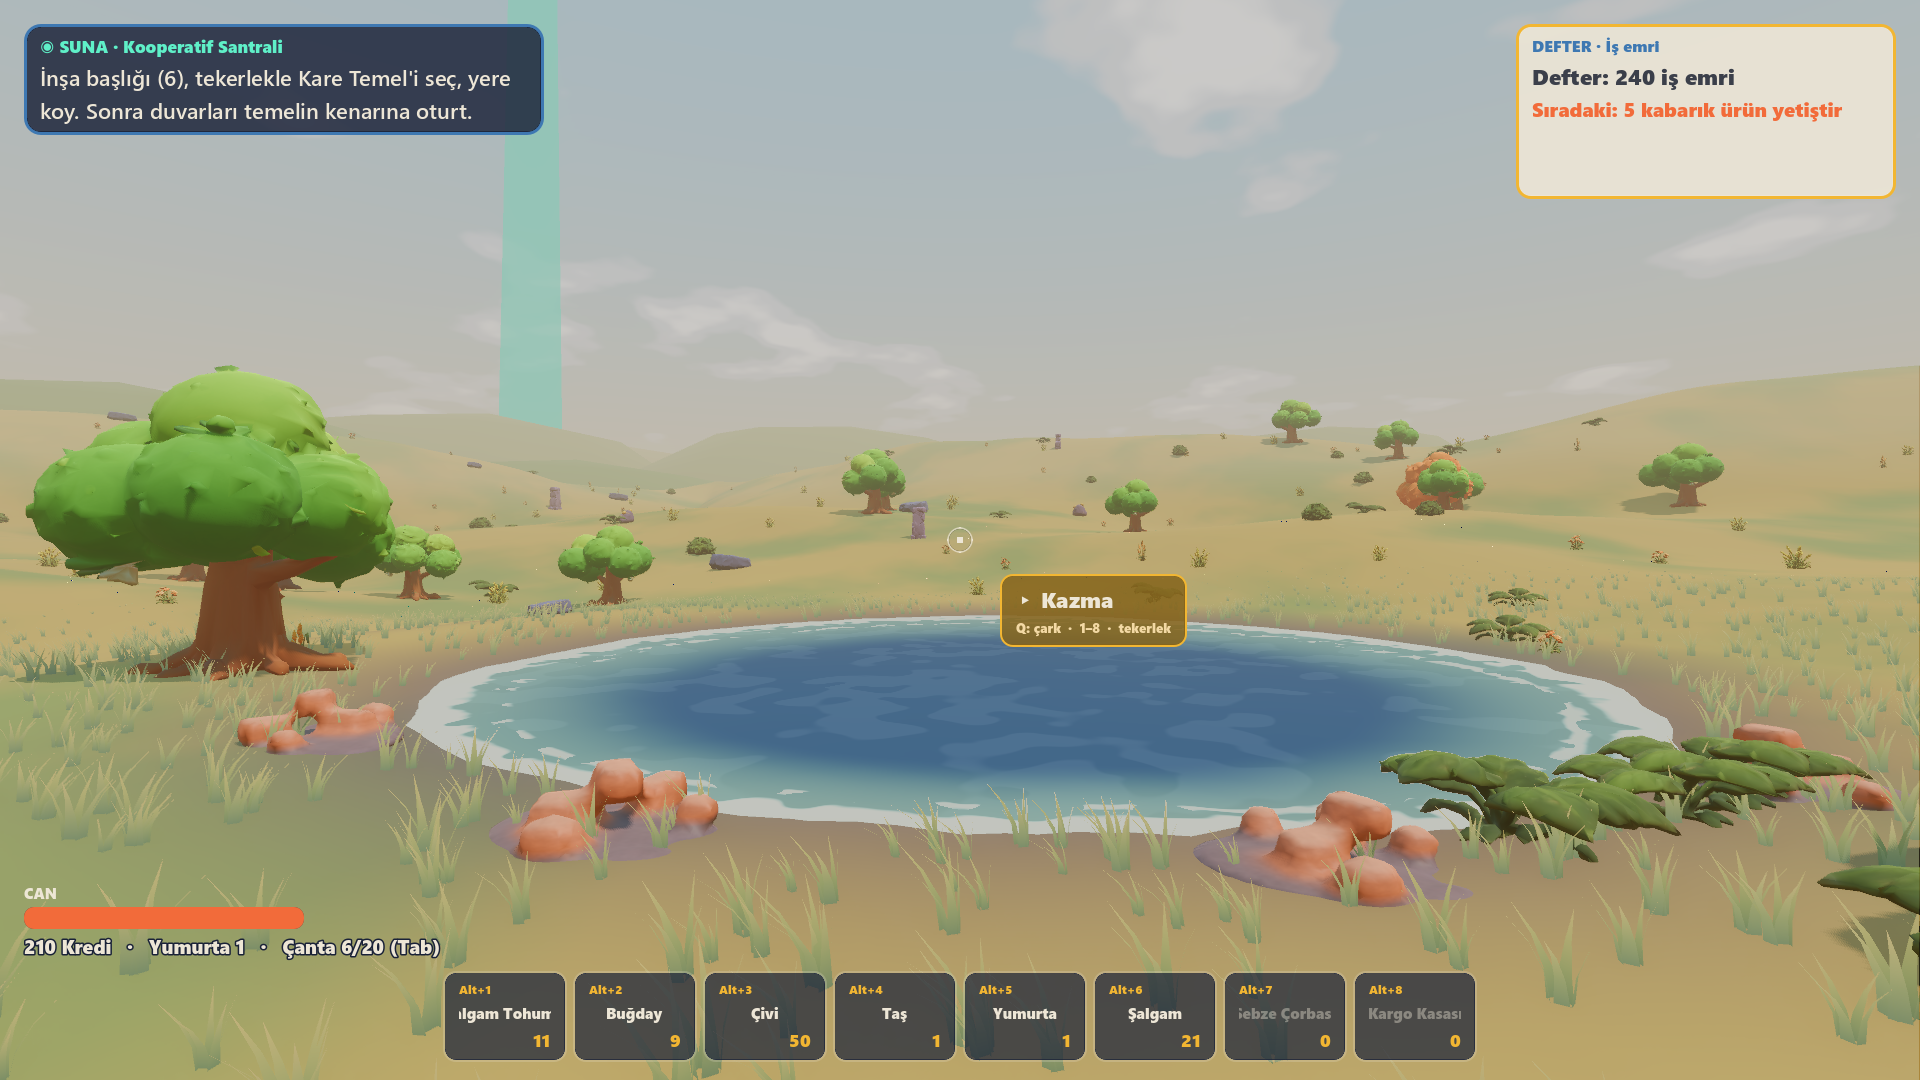 SUNA · Kooperatif Santrali
İnşa başlığı (6), tekerlekle Kare Temel'i seç, yere
koy. Sonra duvarları temelin kenarına oturt.
DEFTER · İş emri
Defter: 240 iş emri
Sıradaki: 5 kabarık ürün yetiştir
Kazma
Q: çark · 1–8 · tekerlek
CAN
210 Kredi · Yumurta 1 · Çanta 6/20 (Tab)
Alt+1 Alt+2 Alt+3 Alt+4 Alt+5 Alt+6 Alt+7 Alt+8
lgam Tohum Buğday Çivi Taş Yumurta Şalgam Sebze Çorbas Kargo Kasası
11 9 50 1 1 21 0 0